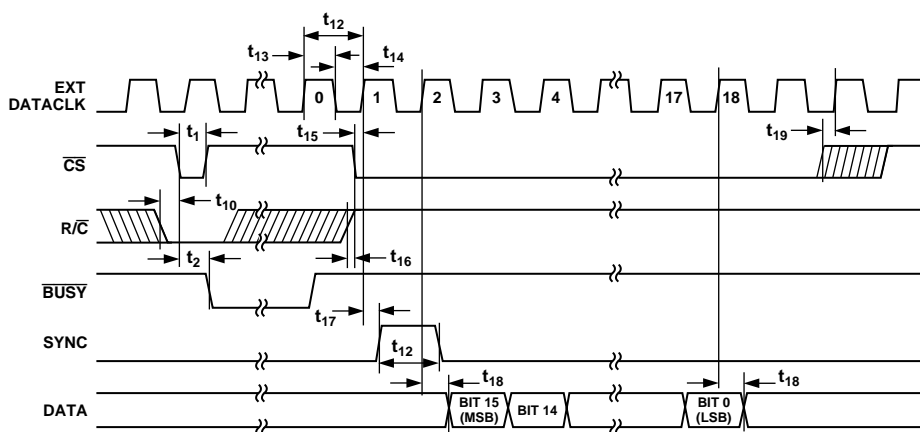 t12
t13
t14
EXT
DATACLK
0
1
2
3
4
17
18
t1
t15
t19
CS
t10
R/C
t2
t16
BUSY
t17
SYNC
t12
t18
t18
DATA
BIT 15
(MSB)
BIT 14
BIT 0
(LSB)